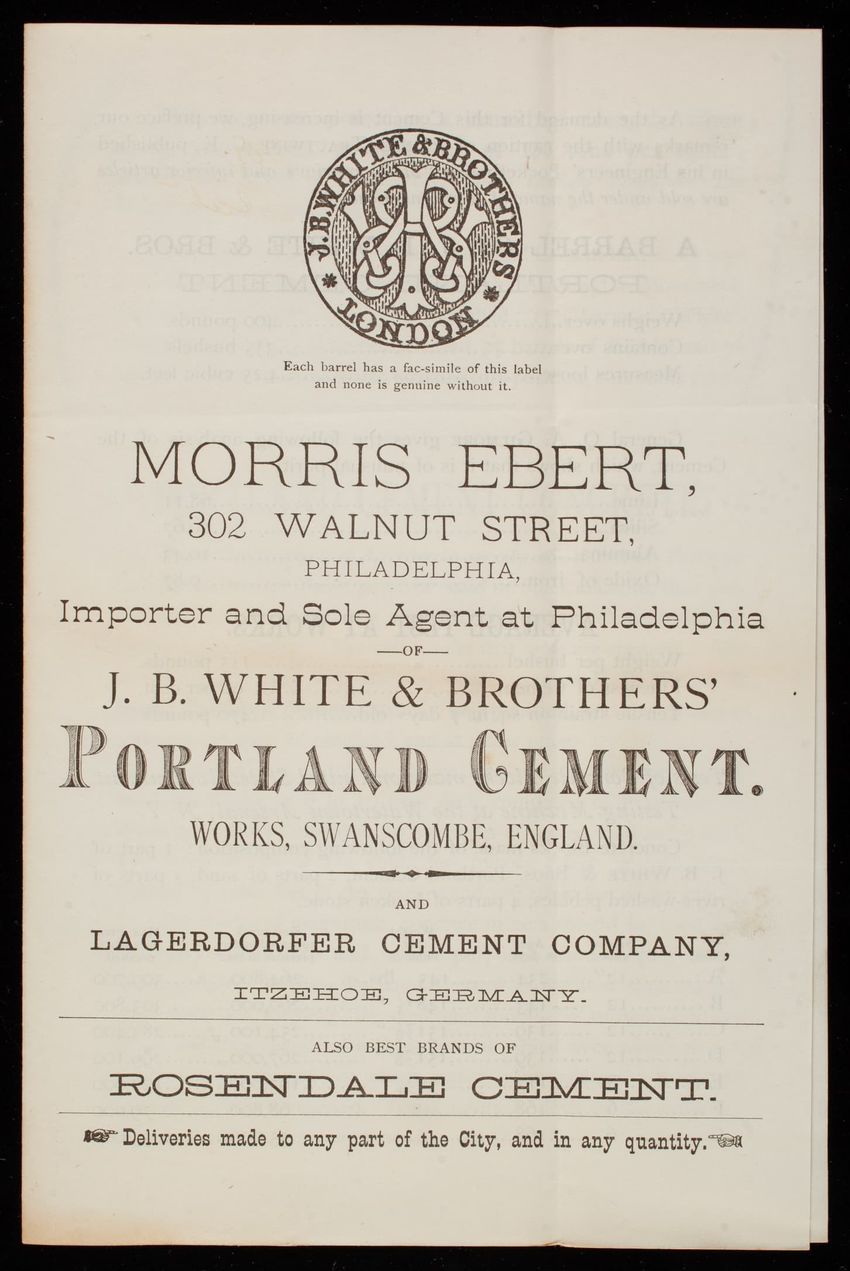 J.B. WHITE & BROTHERS
LONDON
Each barrel has a fac-simile of this label
and none is genuine without it.
MORRIS EBERT,
302 WALNUT STREET,
PHILADELPHIA,
Importer and Sole Agent at Philadelphia
—OF—
J. B. WHITE & BROTHERS'
PORTLAND CEMENT.
WORKS, SWANSCOMBE, ENGLAND.
AND
LAGERDORFER CEMENT COMPANY,
ITZEHOE, GERMANY.
ALSO BEST BRANDS OF
ROSENDALE CEMENT.
☛ Deliveries made to any part of the City, and in any quantity. ☚